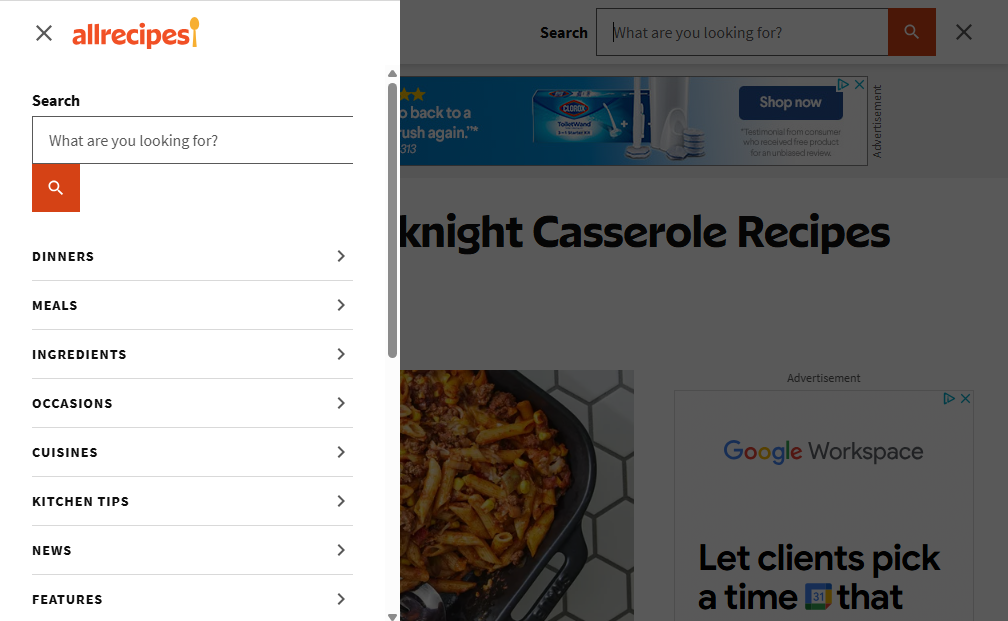 allrecipes
Search
What are you looking for?
DINNERS
MEALS
INGREDIENTS
OCCASIONS
CUISINES
KITCHEN TIPS
NEWS
FEATURES
Search
What are you looking for?
back to a
rush again.™*
313
CLOROX
ToiletWand
Shop now
*Testimonial from consumer
who received free product
for an unbiased review.
Advertisement
knight Casserole Recipes
Advertisement
Google Workspace
Let clients pick
a time 31 that